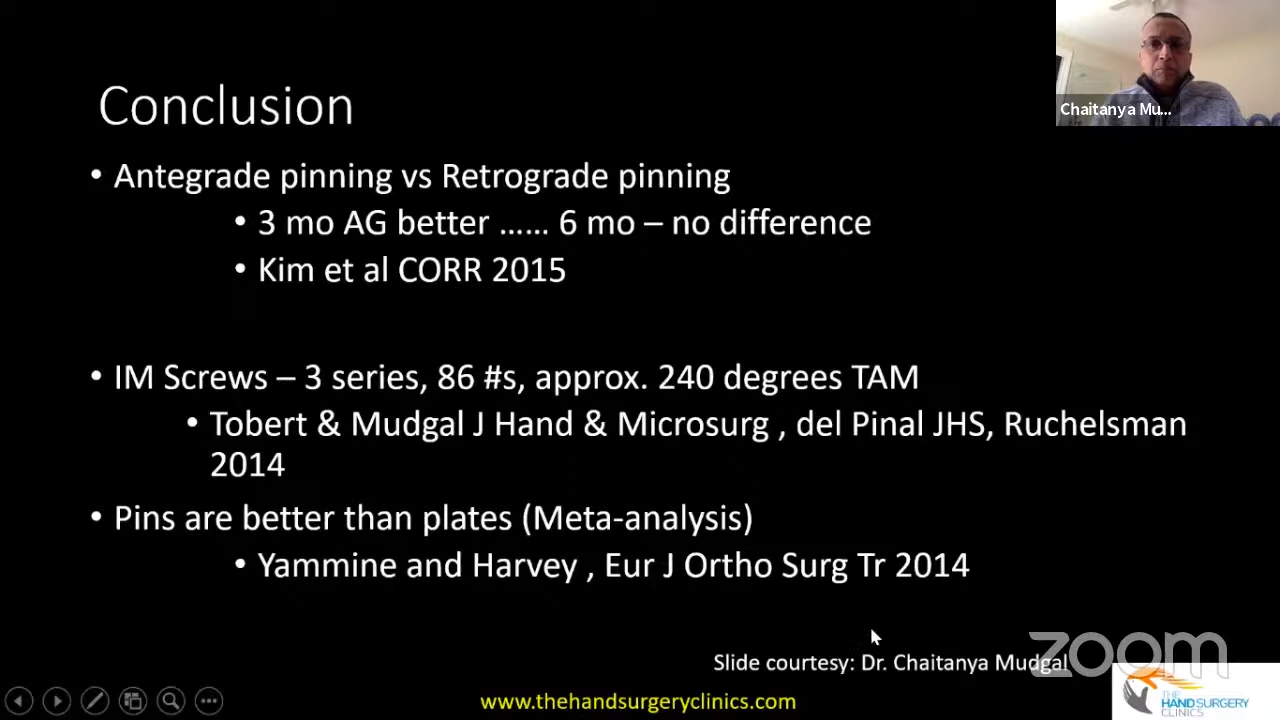 Conclusion
Chaitanya Mu...
• Antegrade pinning vs Retrograde pinning
• 3 mo AG better ...... 6 mo – no difference
• Kim et al CORR 2015
• IM Screws – 3 series, 86 #s, approx. 240 degrees TAM
• Tobert & Mudgal J Hand & Microsurg , del Pinal JHS, Ruchelsman
2014
• Pins are better than plates (Meta-analysis)
• Yammine and Harvey , Eur J Ortho Surg Tr 2014
zoom
Slide courtesy: Dr. Chaitanya Mudgal
www.thehandsurgeryclinics.com
THE
HANDSURGERY
CLINICS